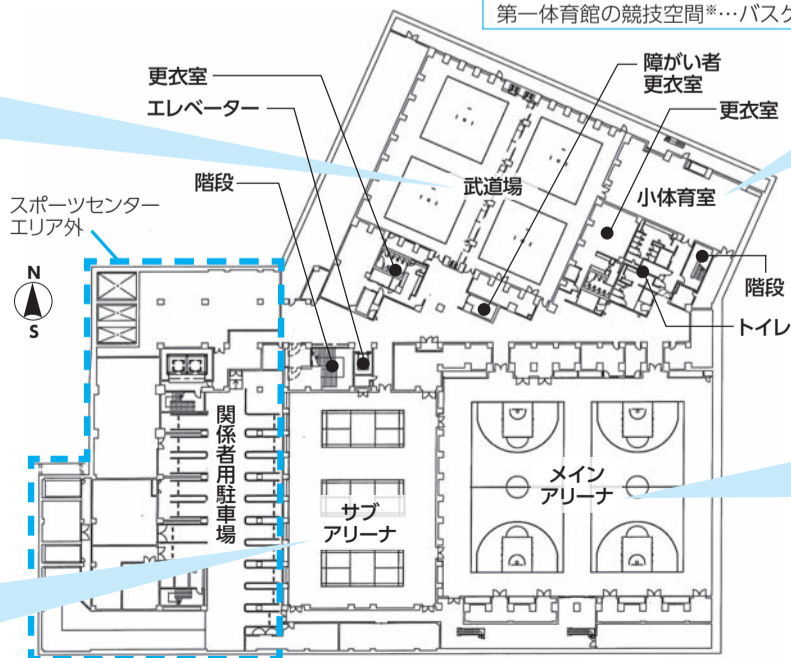 第一体育館の競技空間※…バスケ
更衣室
エレベーター
階段
障がい者
更衣室
更衣室
武道場
小体育室
スポーツセンター
エリア外
N
S
階段
トイレ
関係者用駐車場
サブ
アリーナ
メイン
アリーナ